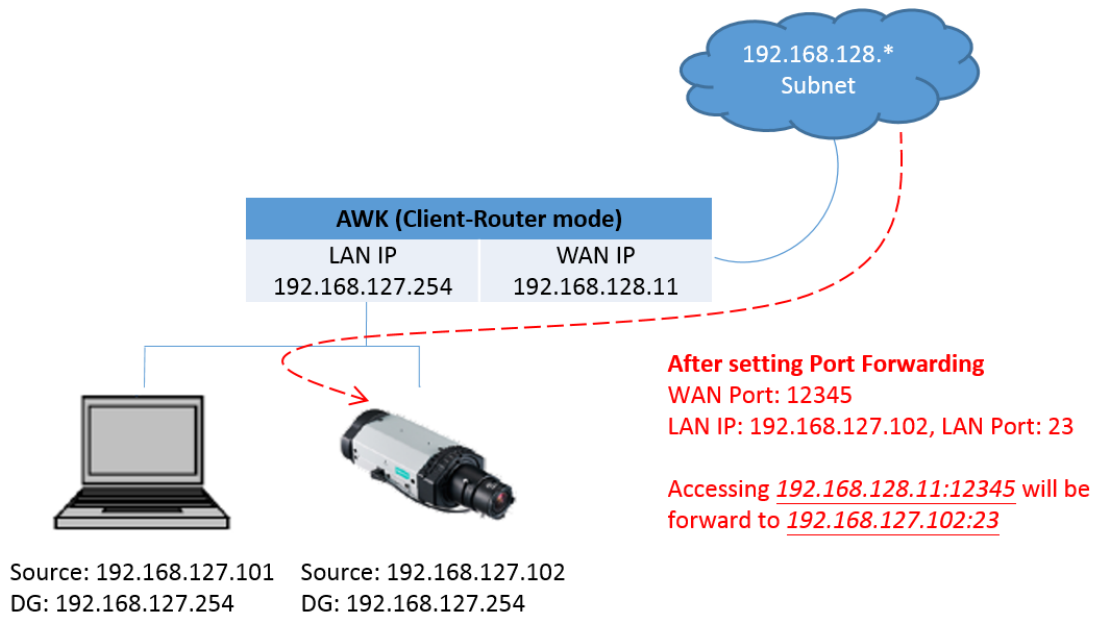 192.168.128.*
Subnet
AWK (Client-Router mode)
LAN IP
192.168.127.254
WAN IP
192.168.128.11
After setting Port Forwarding
WAN Port: 12345
LAN IP: 192.168.127.102, LAN Port: 23
Accessing 192.168.128.11:12345 will be
forward to 192.168.127.102:23
Source: 192.168.127.101
DG: 192.168.127.254
Source: 192.168.127.102
DG: 192.168.127.254